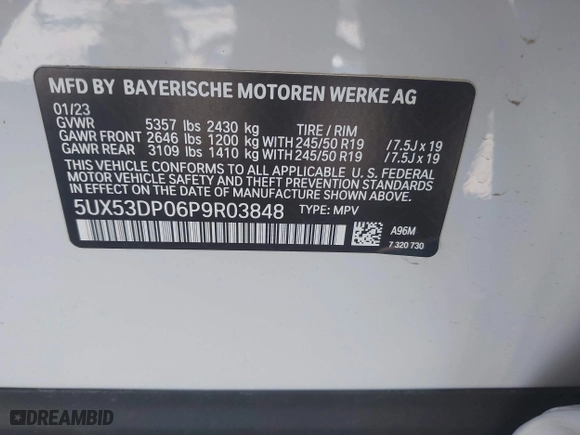 MFD BY BAYERISCHE MOTOREN WERKE AG
01/23
GVWR 5357 lbs 2430 kg TIRE / RIM
GAWR FRONT 2646 lbs 1200 kg WITH 245/50 R19 / 7.5J x 19
GAWR REAR 3109 lbs 1410 kg WITH 245/50 R19 / 7.5J x 19
THIS VEHICLE CONFORMS TO ALL APPLICABLE U. S. FEDERAL
MOTOR VEHICLE SAFETY AND THEFT PREVENTION STANDARDS
IN EFFECT ON THE DATE OF MANUFACTURE SHOWN ABOVE.
5UX53DP06P9R03848 TYPE: MPV
A96M
7 320 730
DREAMBID